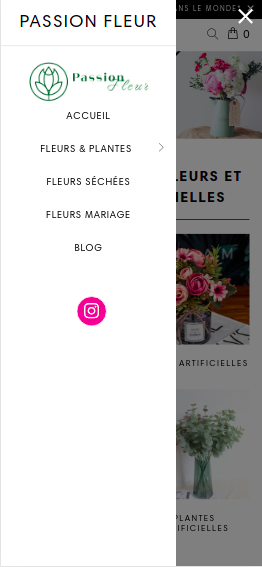 ANS LE MONDE
PASSION FLEUR
0
Passion
fleur
ACCUEIL
FLEURS & PLANTES
FLEURS SÉCHÉES
FLEURS MARIAGE
BLOG
LEURS ET
IELLES
ARTIFICIELLES
PLANTES
TIFICIELLES